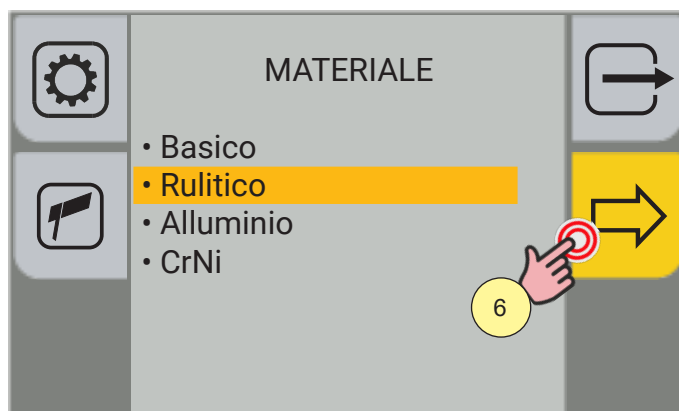 MATERIALE
• Basico
• Rulitico
• Alluminio
• CrNi
6